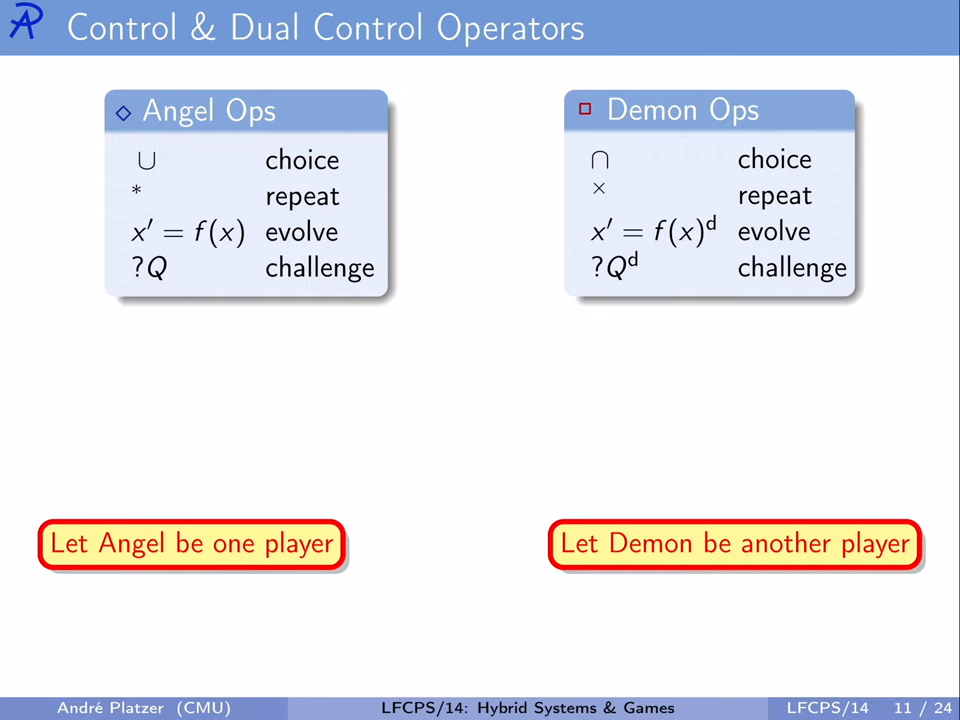 Control & Dual Control Operators
◇ Angel Ops
∪ choice
* repeat
x′ = f(x) evolve
?Q challenge
□ Demon Ops
∩ choice
× repeat
x′ = f(x)ᵈ evolve
?Qᵈ challenge
Let Angel be one player
Let Demon be another player
André Platzer (CMU) LFCPS/14: Hybrid Systems & Games LFCPS/14 11 / 24